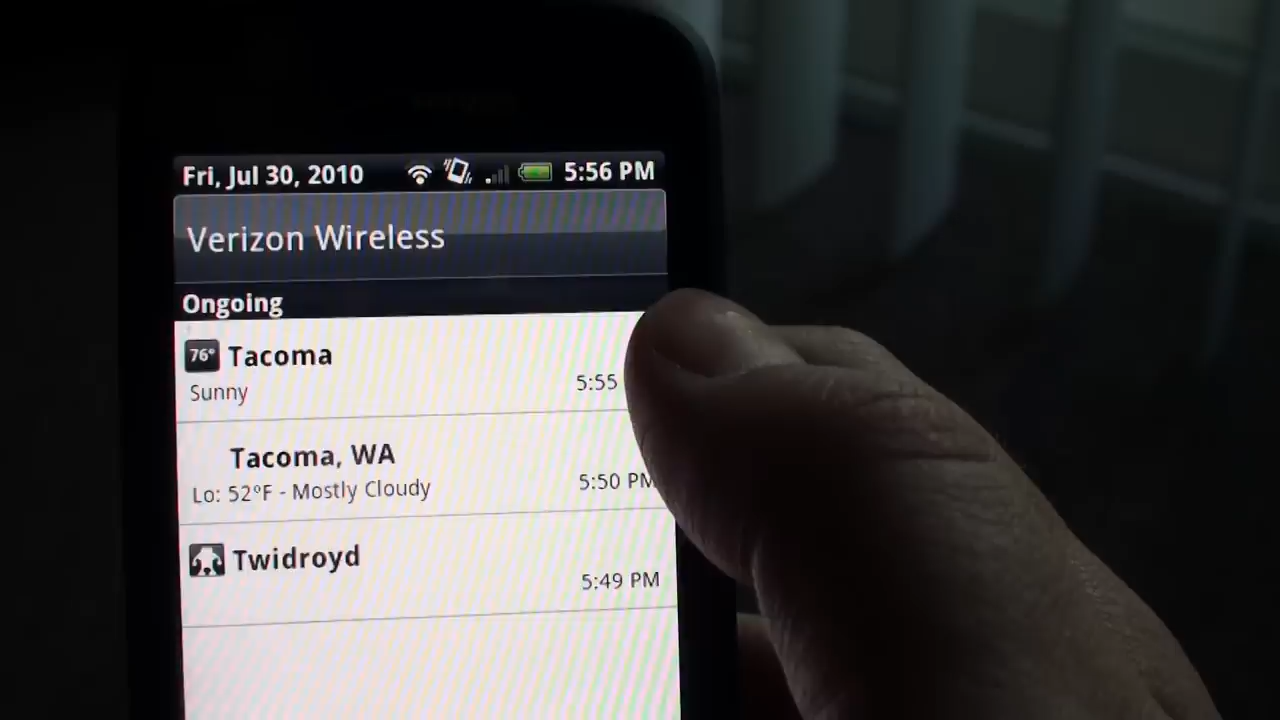 Fri, Jul 30, 2010 5:56 PM
Verizon Wireless
Ongoing
76° Tacoma
Sunny 5:55
Tacoma, WA
Lo: 52°F - Mostly Cloudy 5:50 PM
Twidroyd
5:49 PM